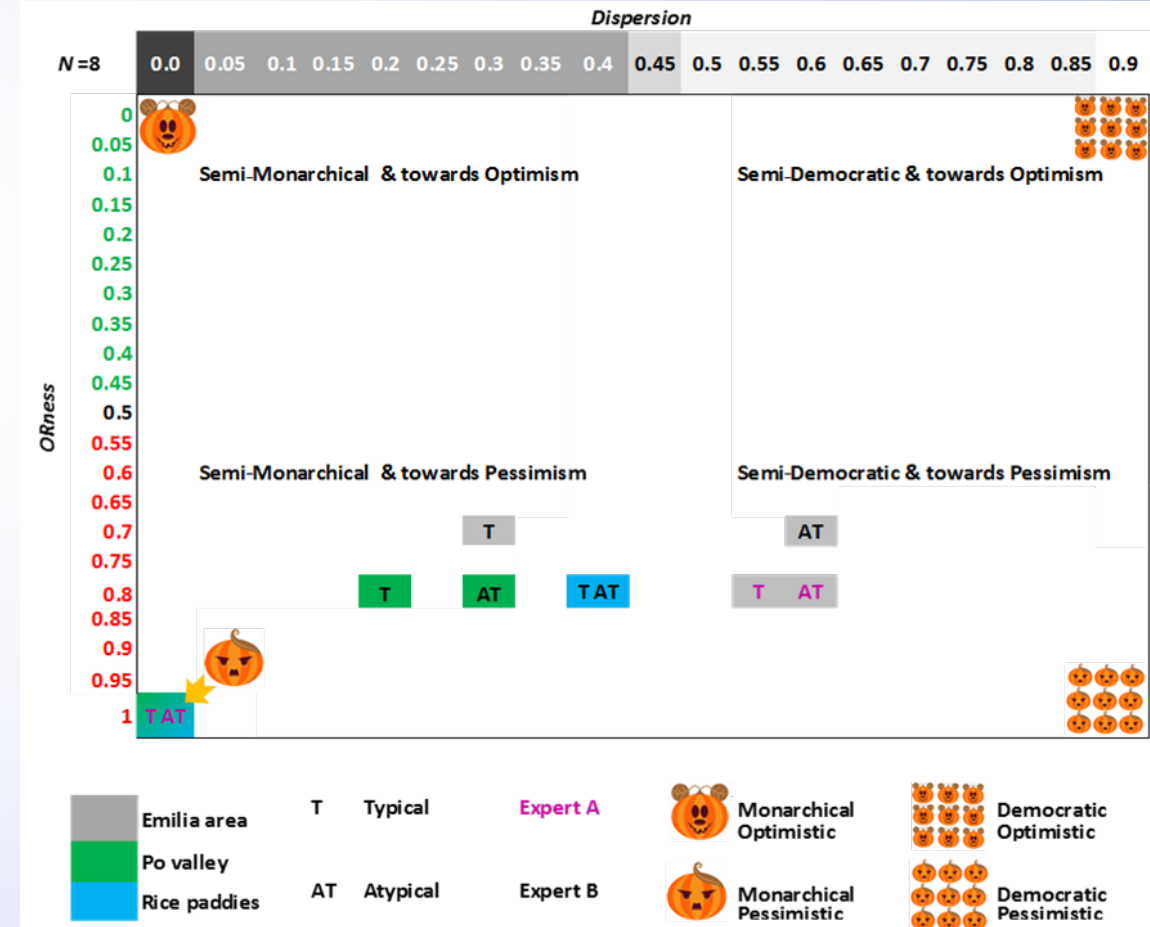 Dispersion
N=8 0.0 0.05 0.1 0.15 0.2 0.25 0.3 0.35 0.4 0.45 0.5 0.55 0.6 0.65 0.7 0.75 0.8 0.85 0.9
0
0.05
0.1 Semi-Monarchical & towards Optimism Semi-Democratic & towards Optimism
0.15
0.2
0.25
0.3
0.35
0.4
0.45
ORness
0.5
0.55
0.6 Semi-Monarchical & towards Pessimism Semi-Democratic & towards Pessimism
0.65
0.7 T AT
0.75
0.8 T AT T AT T AT
0.85
0.9
0.95
1 T AT
Emilia area T Typical Expert A Monarchical Optimistic Democratic Optimistic
Po valley
Rice paddies AT Atypical Expert B Monarchical Pessimistic Democratic Pessimistic